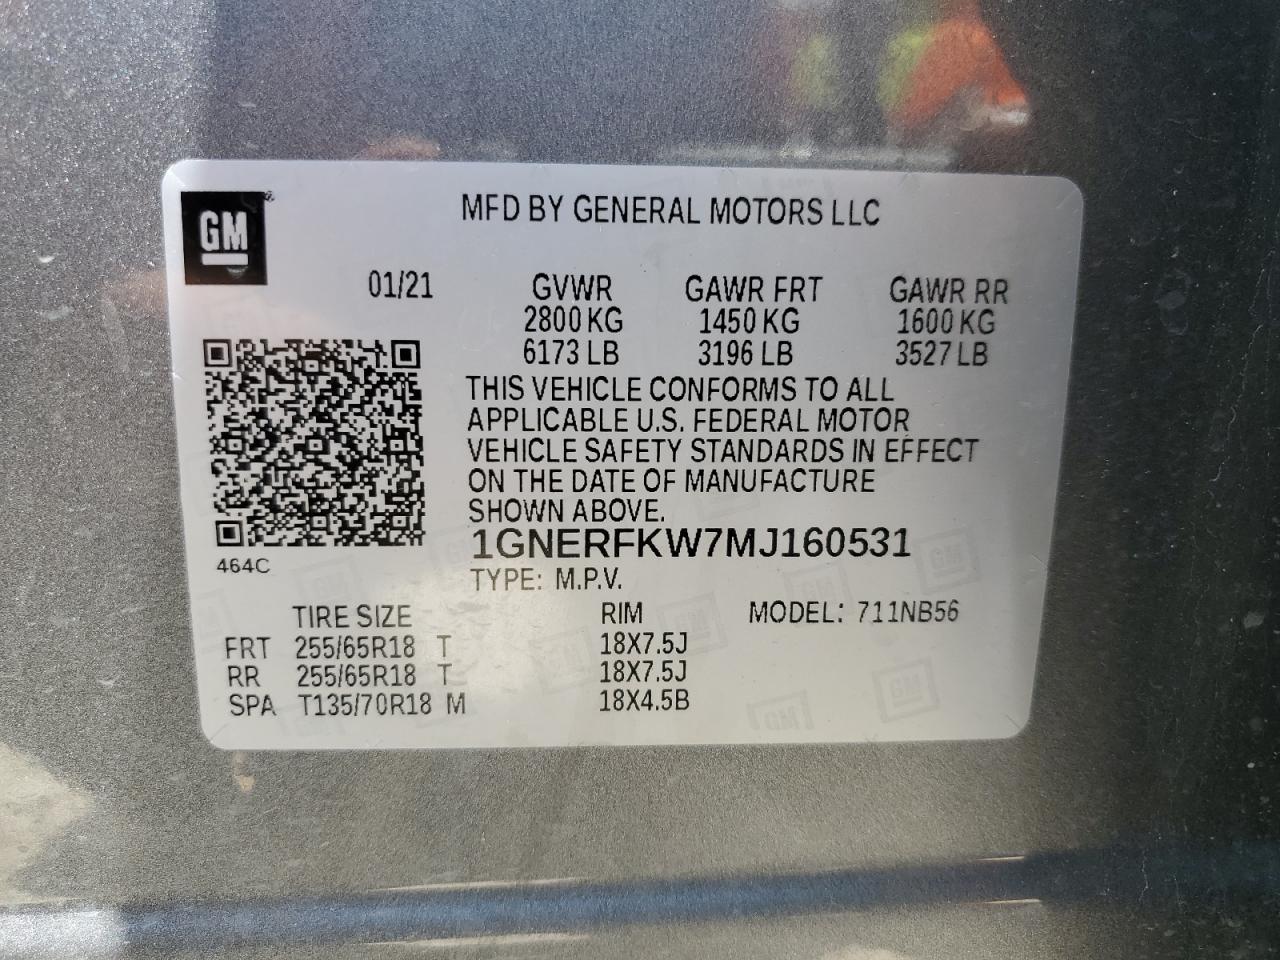 GM®
MFD BY GENERAL MOTORS LLC
01/21 GVWR GAWR FRT GAWR RR
2800 KG 1450 KG 1600 KG
6173 LB 3196 LB 3527 LB
THIS VEHICLE CONFORMS TO ALL
APPLICABLE U.S. FEDERAL MOTOR
VEHICLE SAFETY STANDARDS IN EFFECT
ON THE DATE OF MANUFACTURE
SHOWN ABOVE.
1GNERFKW7MJ160531
464C
TYPE: M.P.V.
TIRE SIZE RIM MODEL: 711NB56
FRT 255/65R18 T 18X7.5J
RR 255/65R18 T 18X7.5J
SPA T135/70R18 M 18X4.5B